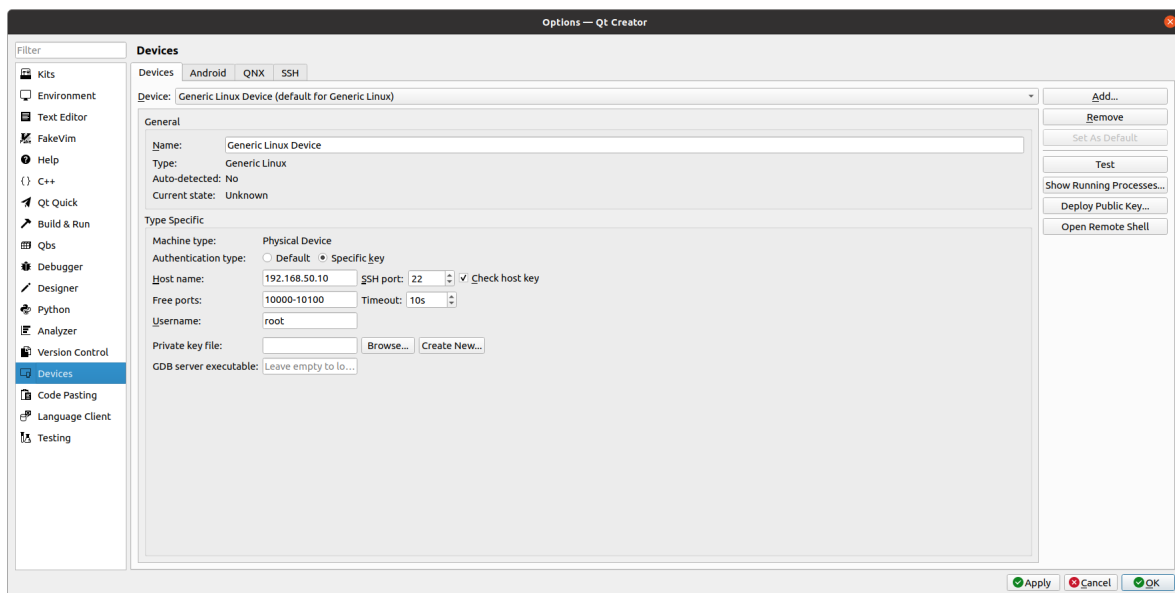 Options — Qt Creator
Filter
Devices
Kits
Environment
Text Editor
FakeVim
Help
{} C++
Qt Quick
Build & Run
Qbs
Debugger
Designer
Python
Analyzer
Version Control
Devices
Code Pasting
Language Client
Testing
Devices Android QNX SSH
Device: Generic Linux Device (default for Generic Linux)
General
Name: Generic Linux Device
Type: Generic Linux
Auto-detected: No
Current state: Unknown
Type Specific
Machine type: Physical Device
Authentication type: Default Specific key
Host name: 192.168.50.10 SSH port: 22 Check host key
Free ports: 10000-10100 Timeout: 10s
Username: root
Private key file: Browse... Create New...
GDB server executable: Leave empty to lo...
Add...
Remove
Set As Default
Test
Show Running Processes...
Deploy Public Key...
Open Remote Shell
Apply Cancel OK